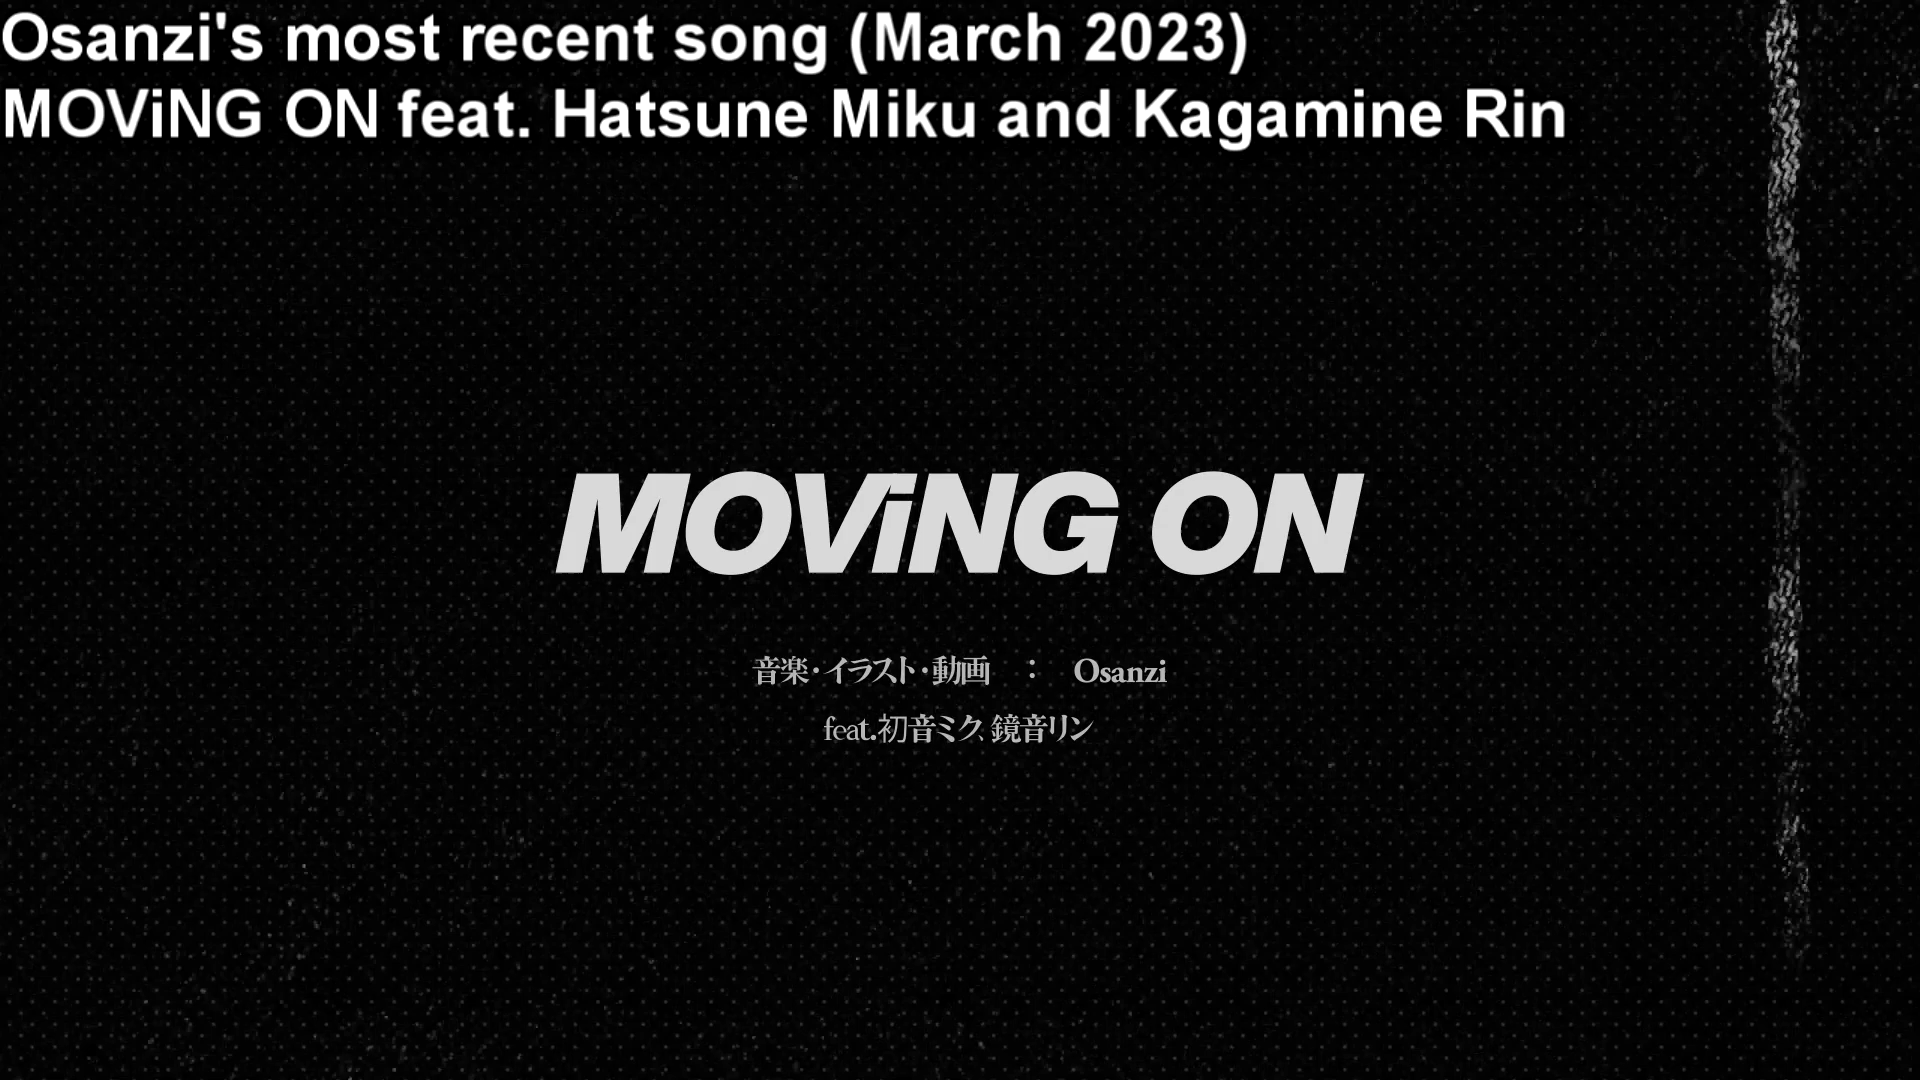 Osanzi's most recent song (March 2023)
MOViNG ON feat. Hatsune Miku and Kagamine Rin
MOViNG ON
音楽・イラスト・動画　：　Osanzi
feat.初音ミク、鏡音リン